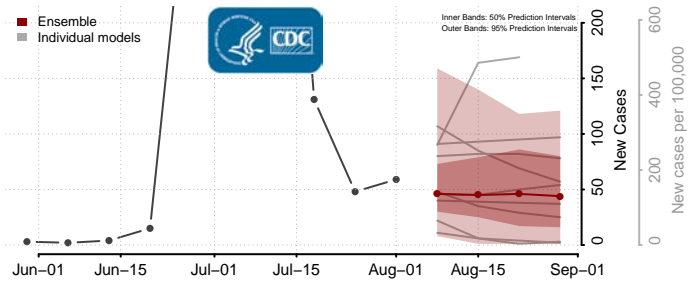 Ensemble
Individual models
CDC
Inner Bands: 50% Prediction Intervals
Outer Bands: 95% Prediction Intervals
0
50
100
150
200
New Cases
0
200
400
600
New cases per 100,000
Jun−01
Jun−15
Jul−01
Jul−15
Aug−01
Aug−15
Sep−01